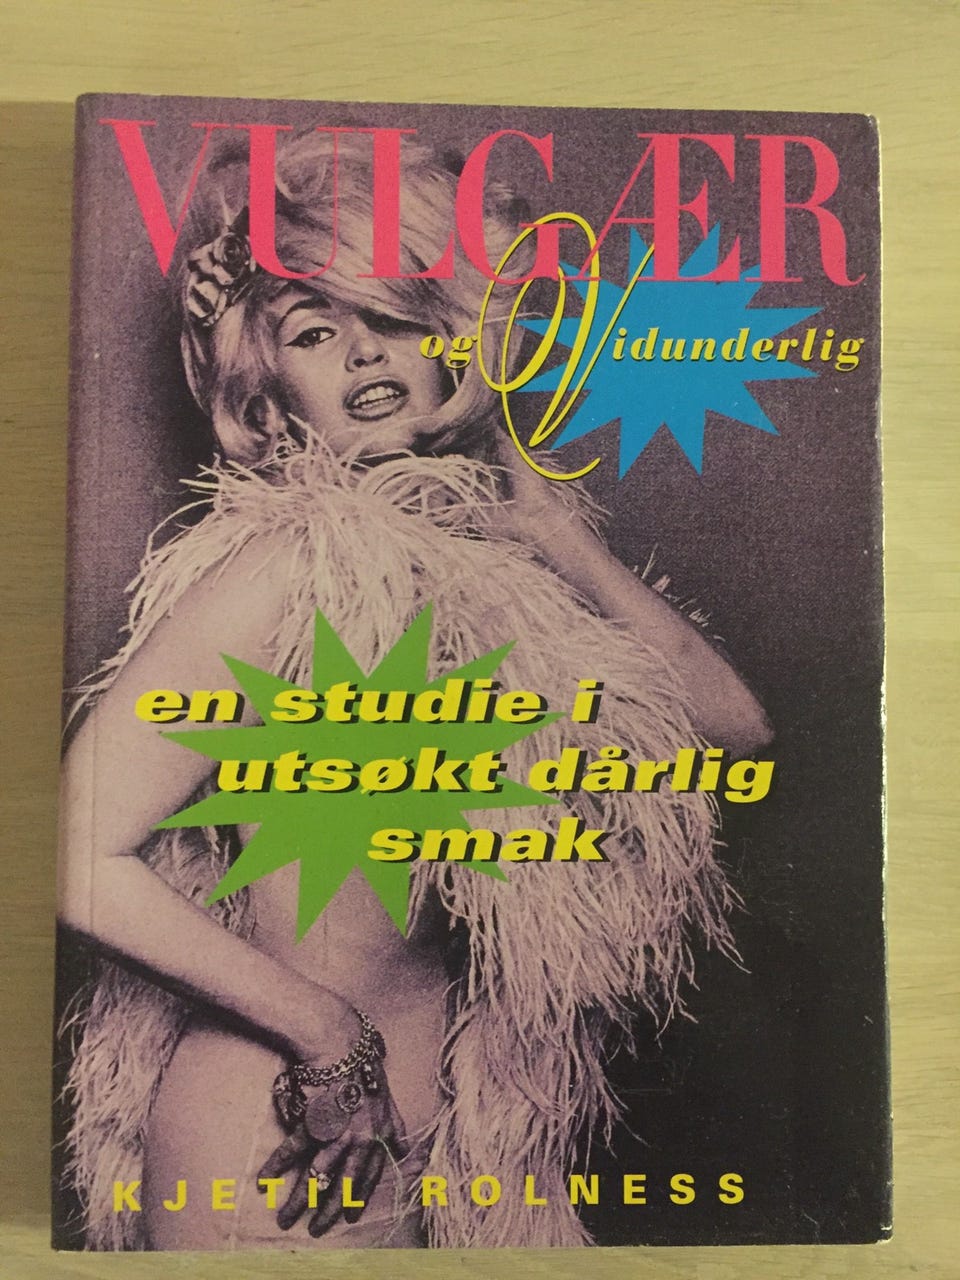 VULGÆR
og Vidunderlig
en studie i
utsøkt dårlig
smak
KJETIL ROLNESS